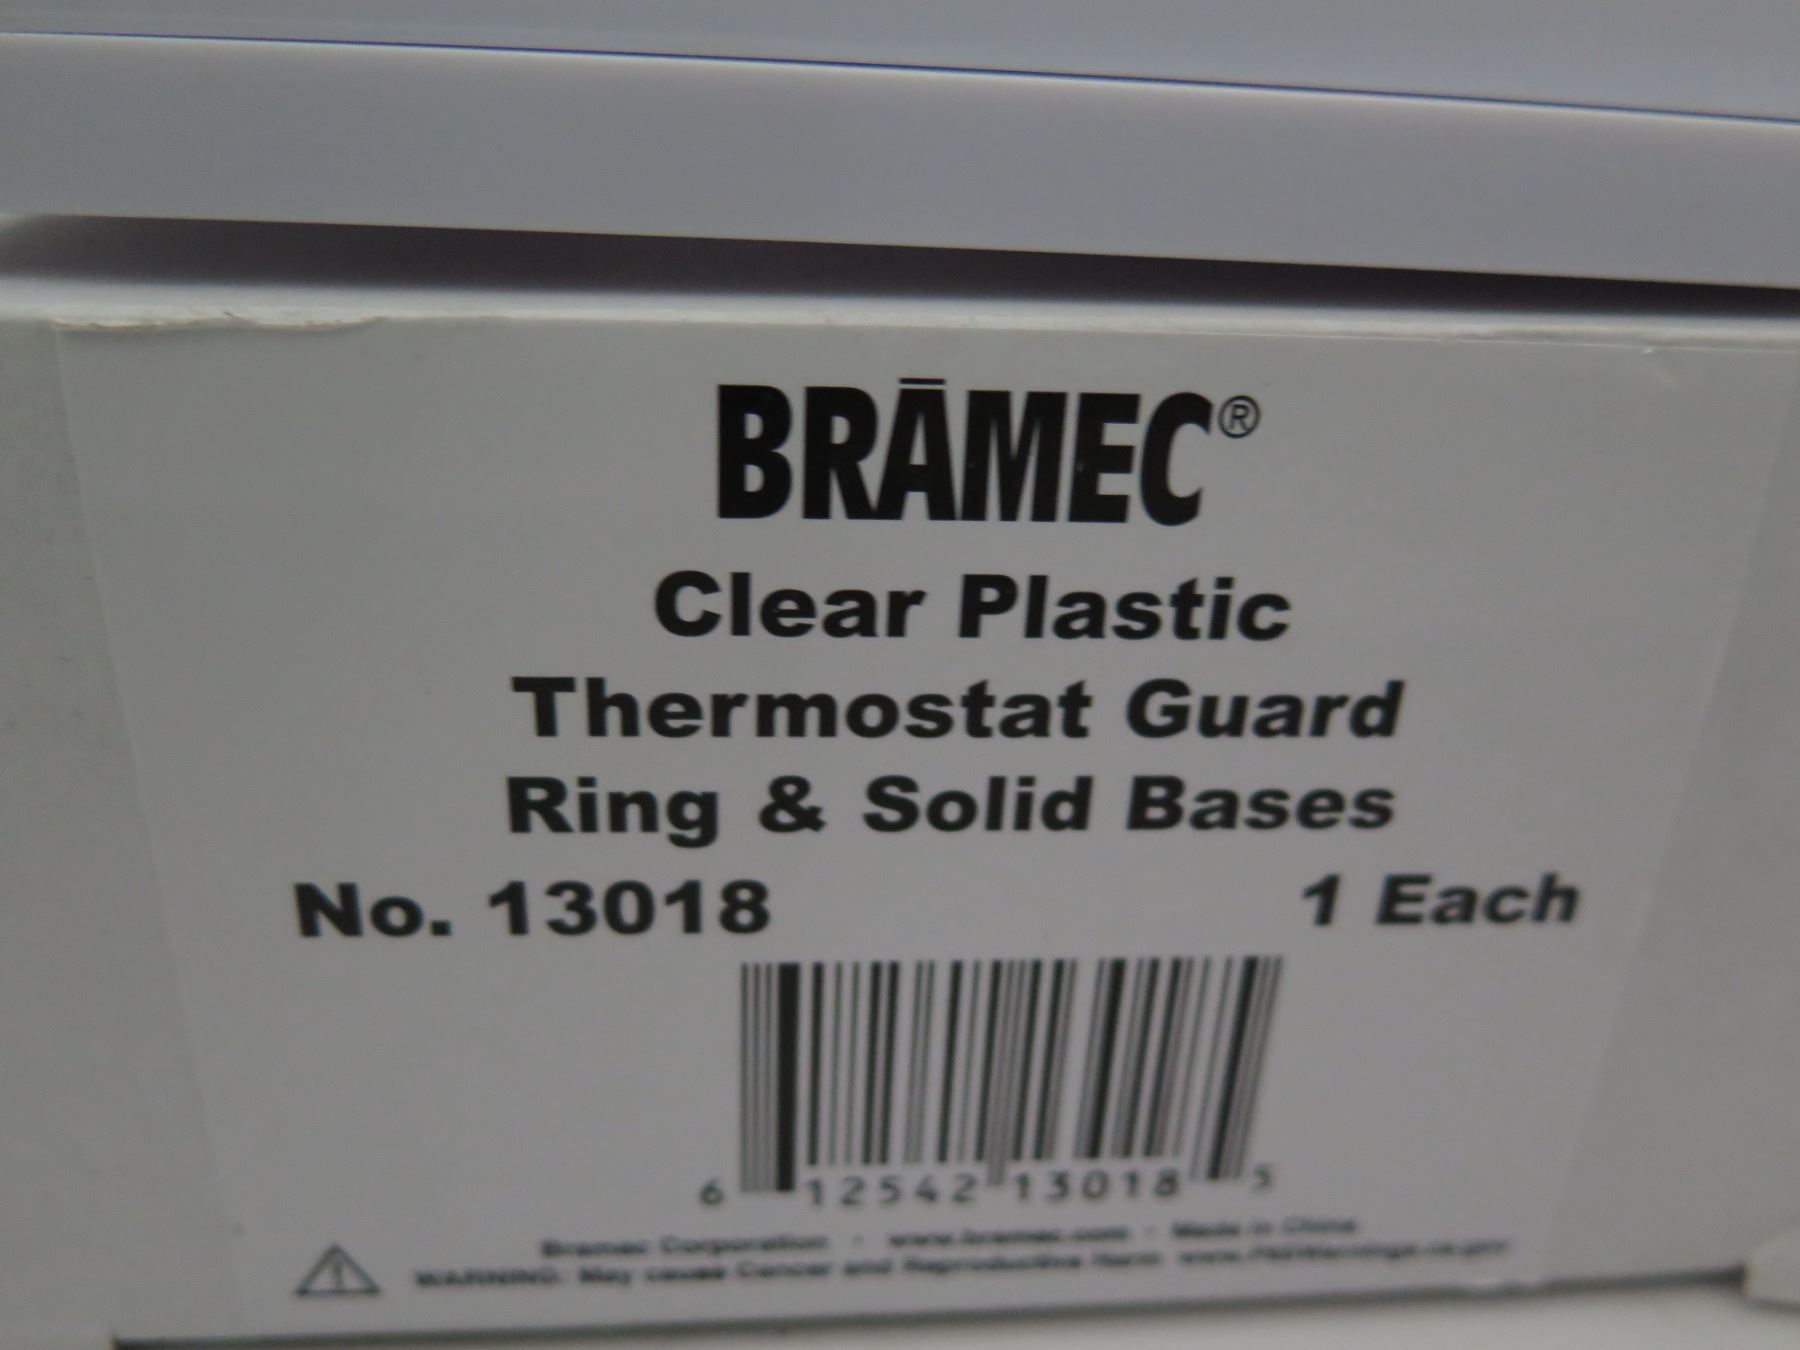 BRĀMEC®
Clear Plastic
Thermostat Guard
Ring & Solid Bases
No. 13018 1 Each
6 12542 13018 5
Bramec Corporation · www.bramec.com · Made in China
WARNING: May cause Cancer and Reproductive Harm www.P65Warnings.ca.gov